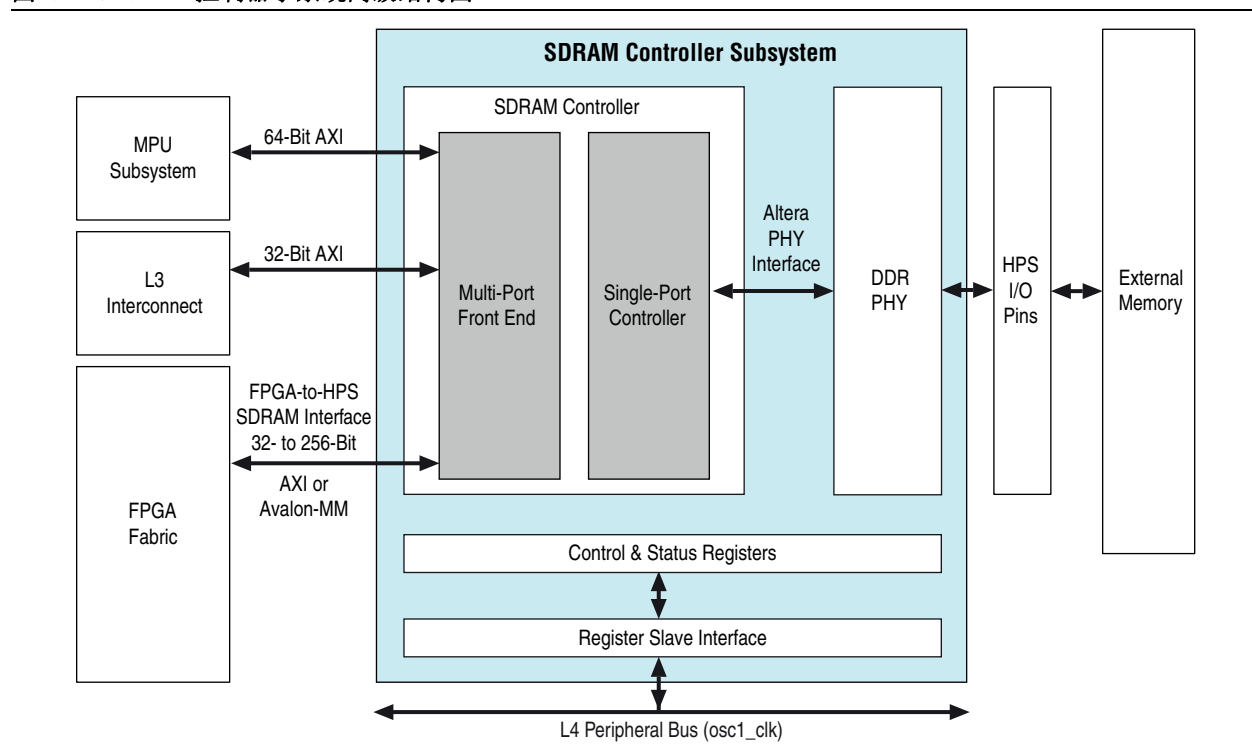 SDRAM Controller Subsystem
SDRAM Controller
MPU
Subsystem
64-Bit AXI
L3
Interconnect
32-Bit AXI
Multi-Port
Front End
Single-Port
Controller
Altera
PHY
Interface
DDR
PHY
HPS
I/O
Pins
External
Memory
FPGA-to-HPS
SDRAM Interface
32- to 256-Bit
AXI or
Avalon-MM
FPGA
Fabric
Control & Status Registers
Register Slave Interface
L4 Peripheral Bus (osc1_clk)